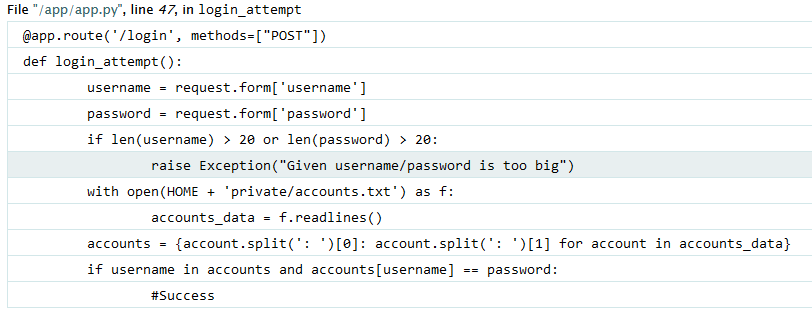 File "/app/app.py", line 47, in login_attempt
@app.route('/login', methods=["POST"])
def login_attempt():
username = request.form['username']
password = request.form['password']
if len(username) > 20 or len(password) > 20:
raise Exception("Given username/password is too big")
with open(HOME + 'private/accounts.txt') as f:
accounts_data = f.readlines()
accounts = {account.split(': ')[0]: account.split(': ')[1] for account in accounts_data}
if username in accounts and accounts[username] == password:
#Success